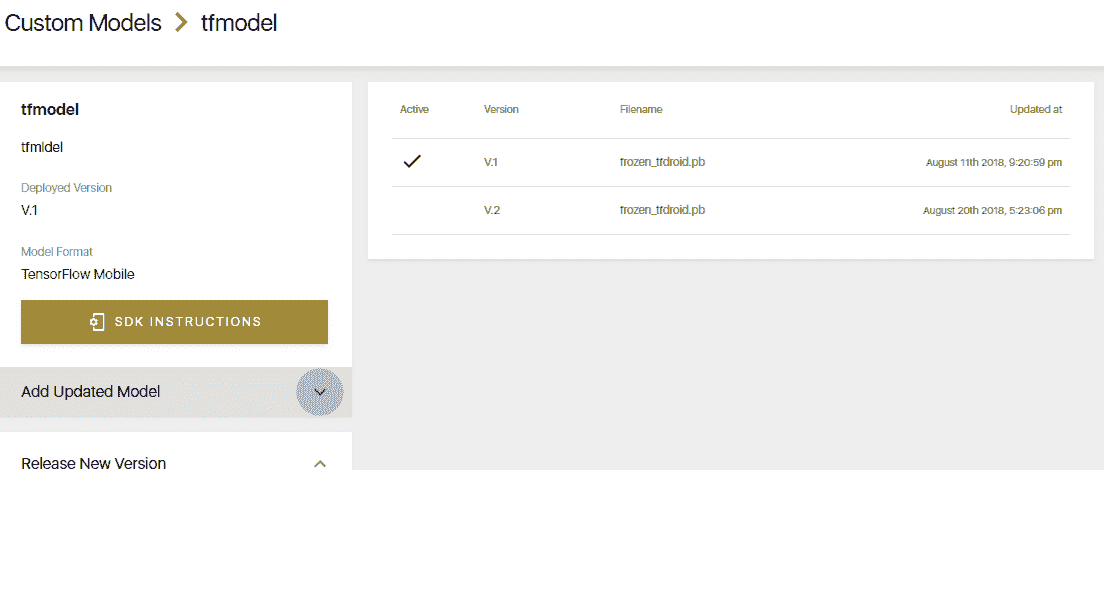 Custom Models > tfmodel
tfmodel
tfmldel
Deployed Version
V.1
Model Format
TensorFlow Mobile
SDK INSTRUCTIONS
Add Updated Model
Release New Version
Active Version Filename Updated at
V.1 frozen_tfdroid.pb August 11th 2018, 9:20:59 pm
V.2 frozen_tfdroid.pb August 20th 2018, 5:23:06 pm